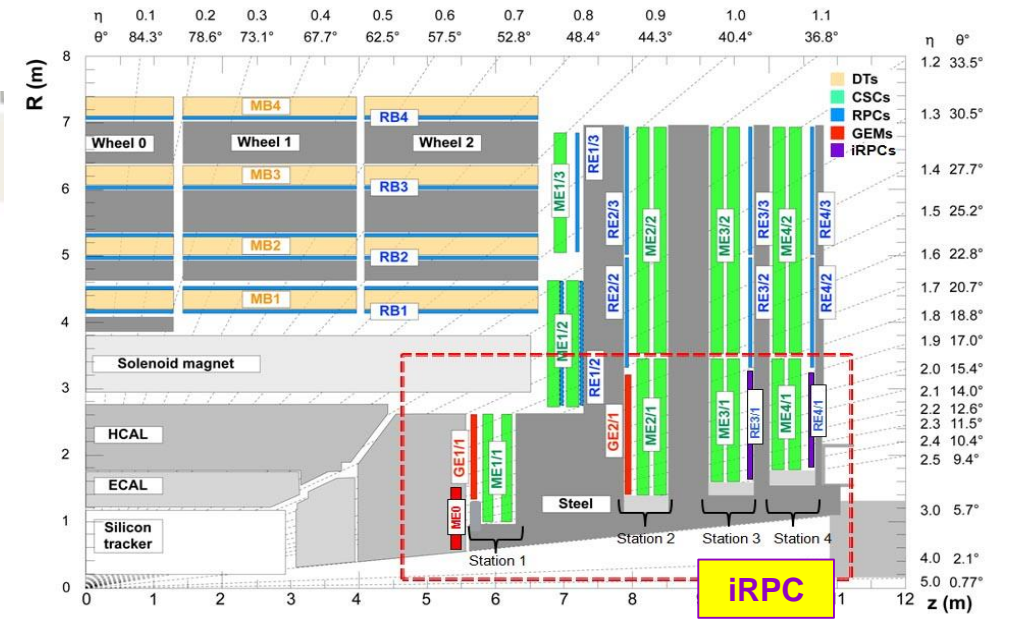 η 0.1 0.2 0.3 0.4 0.5 0.6 0.7 0.8 0.9 1.0 1.1
θ° 84.3° 78.6° 73.1° 67.7° 62.5° 57.5° 52.8° 48.4° 44.3° 40.4° 36.8°
η θ°
R (m)
8
7
6
5
4
3
2
1
0
1.2 33.5°
1.3 30.5°
1.4 27.7°
1.5 25.2°
1.6 22.8°
1.7 20.7°
1.8 18.8°
1.9 17.0°
2.0 15.4°
2.1 14.0°
2.2 12.6°
2.3 11.5°
2.4 10.4°
2.5 9.4°
3.0 5.7°
4.0 2.1°
5.0 0.77°
DTs
CSCs
RPCs
GEMs
iRPCs
MB4
RB4
Wheel 0 Wheel 1 Wheel 2
MB3
RB3
MB2
RB2
MB1
RB1
Solenoid magnet
HCAL
ECAL
Silicon
tracker
Steel
ME1/3
RE1/3
ME1/2
RE1/2
RE2/3
RE2/2
ME2/2
ME3/2
RE3/3
RE3/2
ME4/2
RE4/3
RE4/2
GE1/1
ME1/1
ME0
GE2/1
ME2/1
ME3/1
RE3/1
ME4/1
RE4/1
Station 1
Station 2
Station 3
Station 4
iRPC
0 1 2 3 4 5 6 7 8 12
z (m)